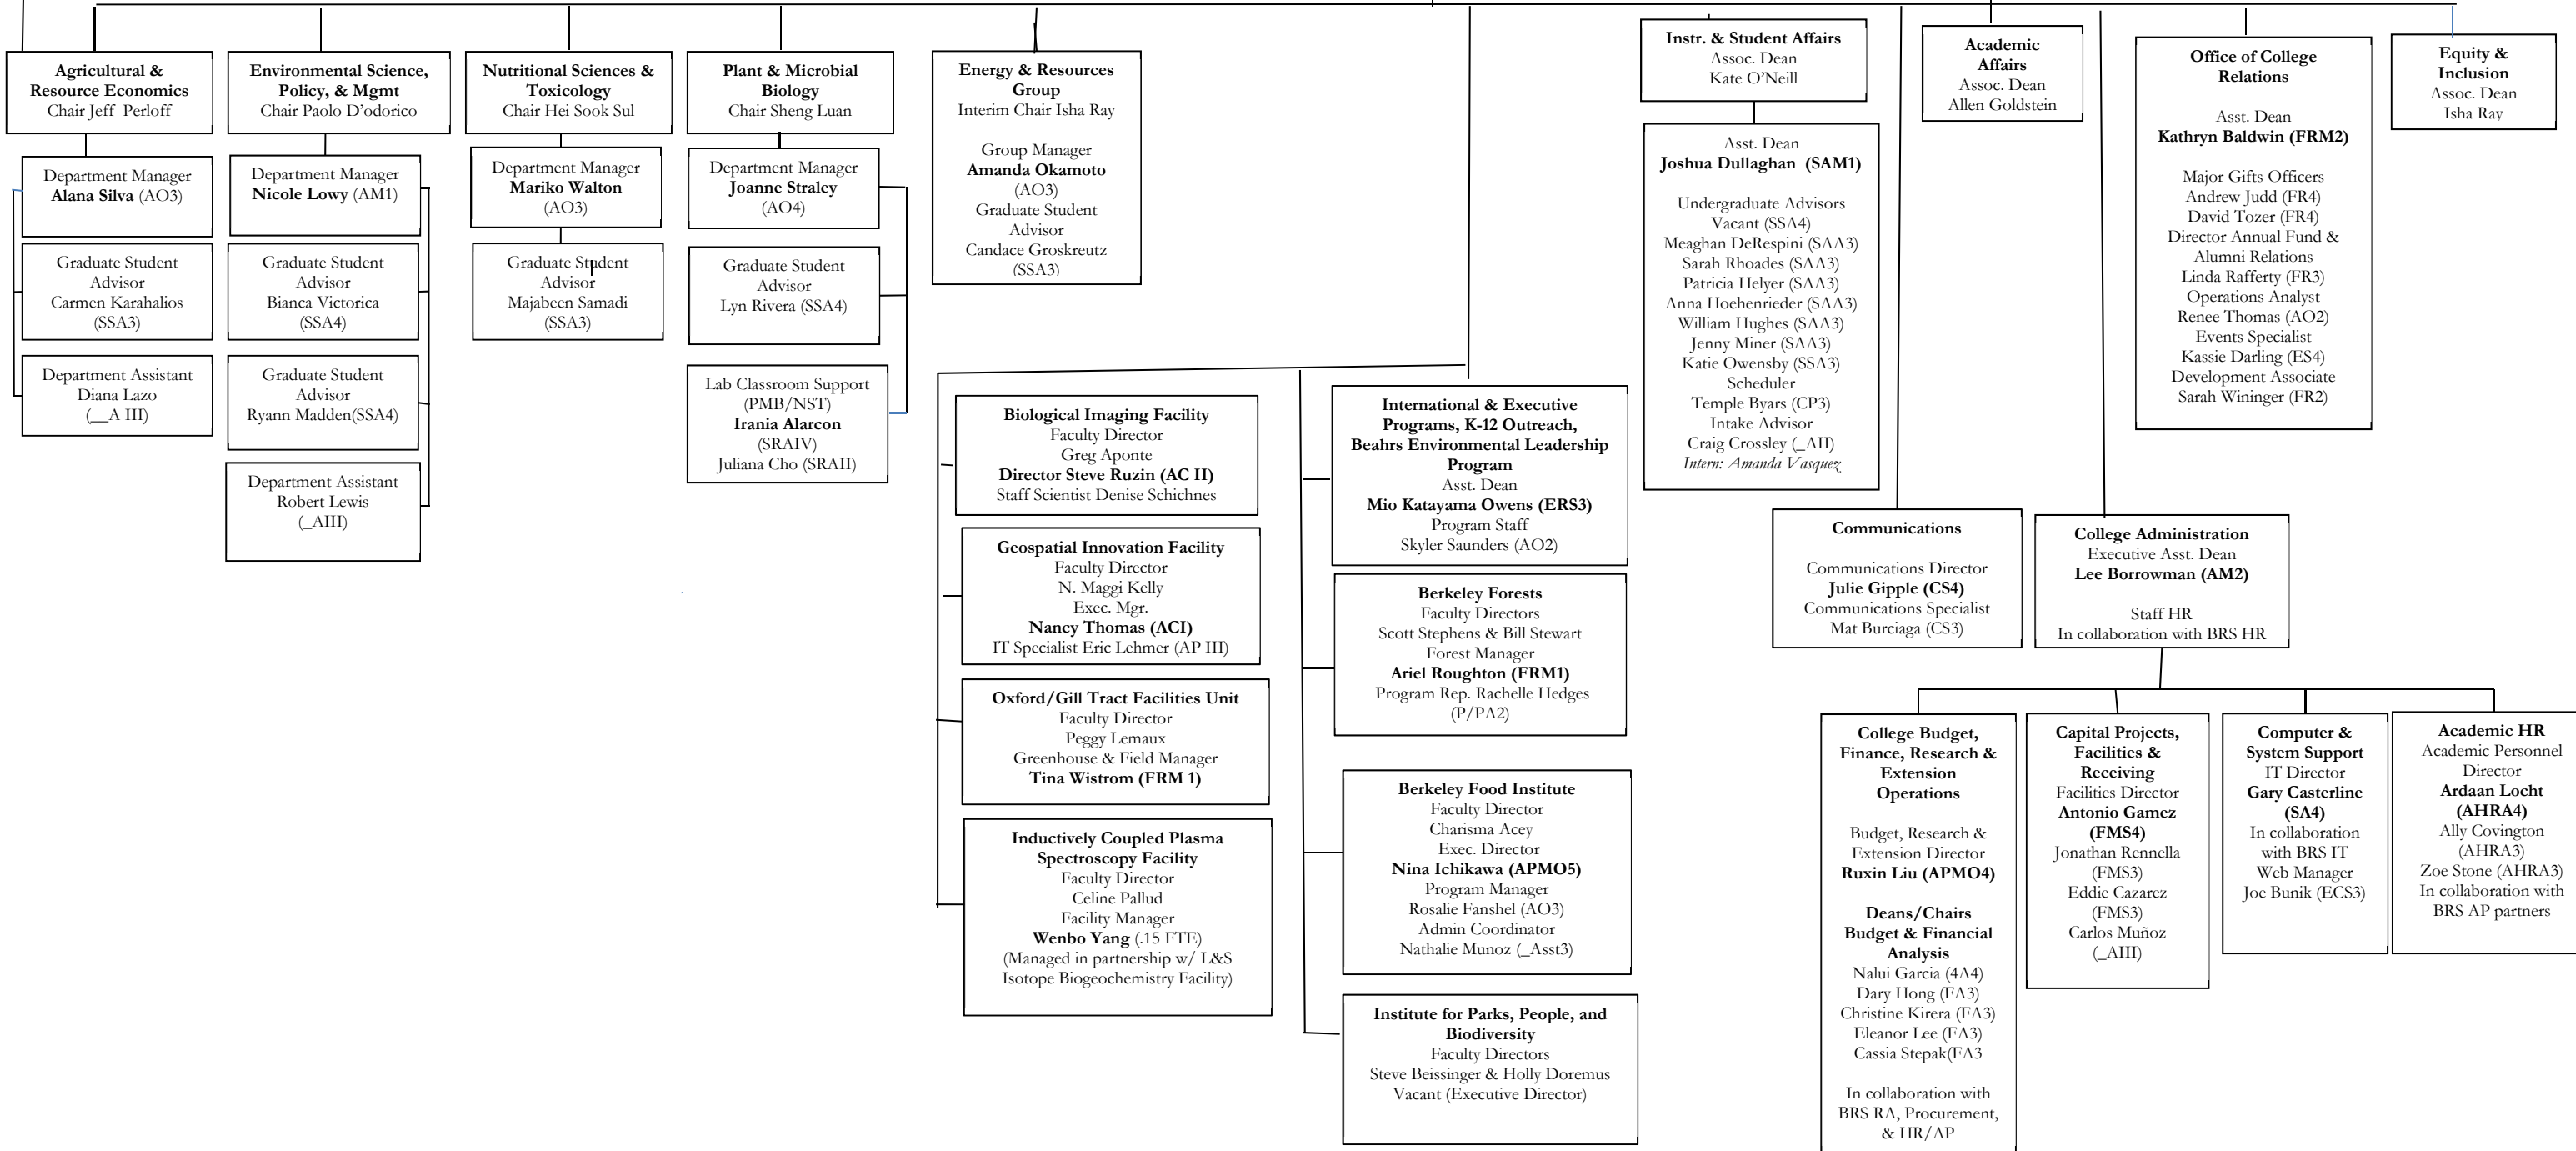 Agricultural &
Resource Economics
Chair Jeff  Perloff
Department Manager
Alana Silva (AO3)
Graduate Student
Advisor
Carmen Karahalios
(SSA3)
Department Assistant
Diana Lazo
(__A III)
Environmental Science,
Policy, & Mgmt
Chair Paolo D'odorico
Department Manager
Nicole Lowy (AM1)
Graduate Student
Advisor
Bianca Victorica
(SSA4)
Graduate Student
Advisor
Ryann Madden(SSA4)
Department Assistant
Robert Lewis
(_AIII)
Nutritional Sciences &
Toxicology
Chair Hei Sook Sul
Department Manager
Mariko Walton
(AO3)
Graduate Student
Advisor
Majabeen Samadi
(SSA3)
Plant & Microbial
Biology
Chair Sheng Luan
Department Manager
Joanne Straley
(AO4)
Graduate Student
Advisor
Lyn Rivera (SSA4)
Lab Classroom Support
(PMB/NST)
Irania Alarcon
(SRAIV)
Juliana Cho (SRAII)
Energy & Resources
Group
Interim Chair Isha Ray
Group Manager
Amanda Okamoto
(AO3)
Graduate Student
Advisor
Candace Groskreutz
(SSA3)
Biological Imaging Facility
Faculty Director
Greg Aponte
Director Steve Ruzin (AC II)
Staff Scientist Denise Schichnes
Geospatial Innovation Facility
Faculty Director
N. Maggi Kelly
Exec. Mgr.
Nancy Thomas (ACI)
IT Specialist Eric Lehmer (AP III)
Oxford/Gill Tract Facilities Unit
Faculty Director
Peggy Lemaux
Greenhouse & Field Manager
Tina Wistrom (FRM 1)
Inductively Coupled Plasma
Spectroscopy Facility
Faculty Director
Celine Pallud
Facility Manager
Wenbo Yang (.15 FTE)
(Managed in partnership w/ L&S
Isotope Biogeochemistry Facility)
International & Executive
Programs, K-12 Outreach,
Beahrs Environmental Leadership
Program
Asst. Dean
Mio Katayama Owens (ERS3)
Program Staff
Skyler Saunders (AO2)
Berkeley Forests
Faculty Directors
Scott Stephens & Bill Stewart
Forest Manager
Ariel Roughton (FRM1)
Program Rep. Rachelle Hedges
(P/PA2)
Berkeley Food Institute
Faculty Director
Charisma Acey
Exec. Director
Nina Ichikawa (APMO5)
Program Manager
Rosalie Fanshel (AO3)
Admin Coordinator
Nathalie Munoz (_Asst3)
Institute for Parks, People, and
Biodiversity
Faculty Directors
Steve Beissinger & Holly Doremus
Vacant (Executive Director)
Instr. & Student Affairs
Assoc. Dean
Kate O'Neill
Asst. Dean
Joshua Dullaghan  (SAM1)
Undergraduate Advisors
Vacant (SSA4)
Meaghan DeRespini (SAA3)
Sarah Rhoades (SAA3)
Patricia Helyer (SAA3)
Anna Hoehenrieder (SAA3)
William Hughes (SAA3)
Jenny Miner (SAA3)
Katie Owensby (SSA3)
Scheduler
Temple Byars (CP3)
Intake Advisor
Craig Crossley (_AII)
Intern: Amanda Vasquez
Academic
Affairs
Assoc. Dean
Allen Goldstein
Office of College
Relations
Asst. Dean
Kathryn Baldwin (FRM2)
Major Gifts Officers
Andrew Judd (FR4)
David Tozer (FR4)
Director Annual Fund &
Alumni Relations
Linda Rafferty (FR3)
Operations Analyst
Renee Thomas (AO2)
Events Specialist
Kassie Darling (ES4)
Development Associate
Sarah Wininger (FR2)
Equity &
Inclusion
Assoc. Dean
Isha Ray
Communications
Communications Director
Julie Gipple (CS4)
Communications Specialist
Mat Burciaga (CS3)
College Administration
Executive Asst. Dean
Lee Borrowman (AM2)
Staff HR
In collaboration with BRS HR
College Budget,
Finance, Research &
Extension
Operations
Budget, Research &
Extension Director
Ruxin Liu (APMO4)
Deans/Chairs
Budget & Financial
Analysis
Nalui Garcia (4A4)
Dary Hong (FA3)
Christine Kirera (FA3)
Eleanor Lee (FA3)
Cassia Stepak(FA3
In collaboration with
BRS RA, Procurement,
& HR/AP
Capital Projects,
Facilities &
Receiving
Facilities Director
Antonio Gamez
(FMS4)
Jonathan Rennella
(FMS3)
Eddie Cazarez
(FMS3)
Carlos Muñoz
(_AIII)
Computer &
System Support
IT Director
Gary Casterline
(SA4)
In collaboration
with BRS IT
Web Manager
Joe Bunik (ECS3)
Academic HR
Academic Personnel
Director
Ardaan Locht
(AHRA4)
Ally Covington
(AHRA3)
Zoe Stone (AHRA3)
In collaboration with
BRS AP partners